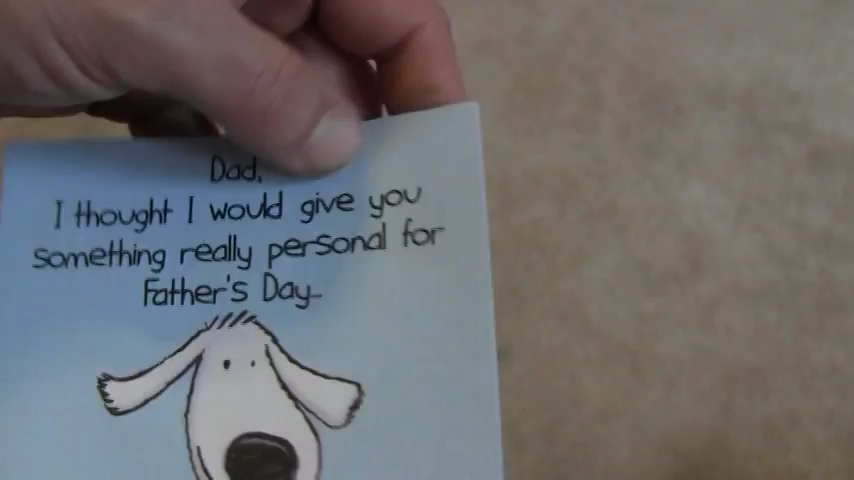 Dad,
I thought I would give you
something really personal for
Father's Day...